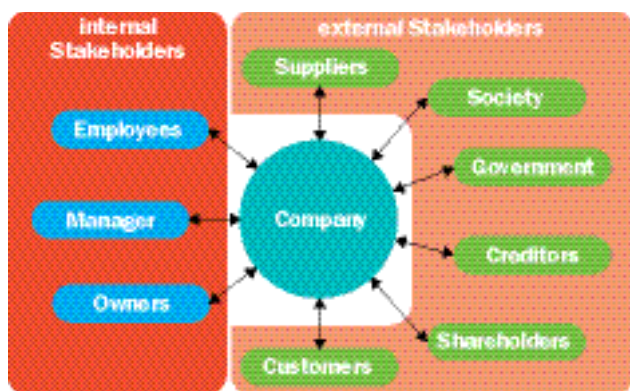 internal
Stakeholders
external Stakeholders
Suppliers
Society
Employees
Government
Manager
Company
Creditors
Owners
Shareholders
Customers